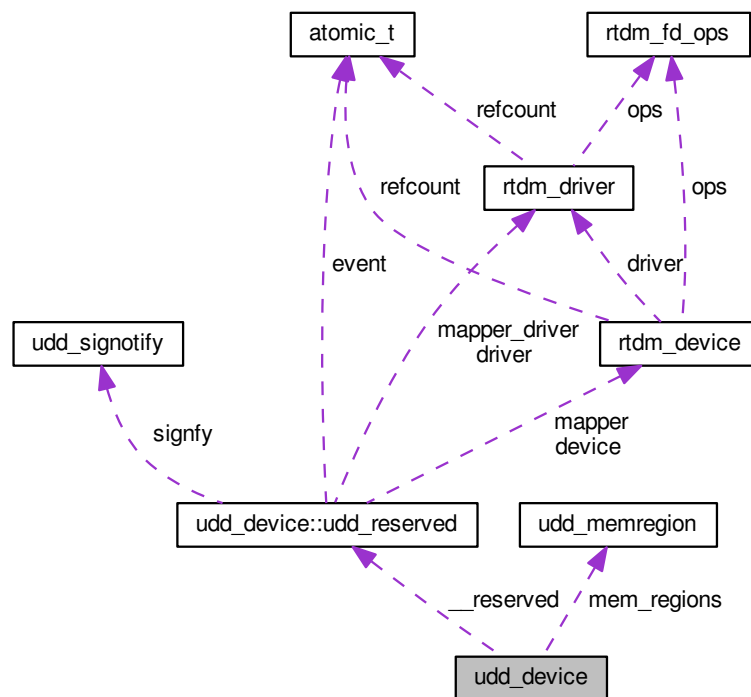 atomic_t
rtdm_fd_ops
refcount
ops
rtdm_driver
refcount
ops
event
driver
mapper_driver
driver
udd_signotify
rtdm_device
mapper
device
signfy
udd_device::udd_reserved
udd_memregion
__reserved
mem_regions
udd_device